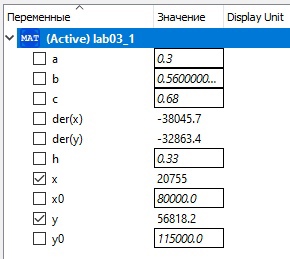 Переменные Значение Display Unit
MAT (Active) lab03_1
a 0.3
b 0.5600000...
c 0.68
der(x) -38045.7
der(y) -32863.4
h 0.33
x 20755
x0 80000.0
y 56818.2
y0 115000.0